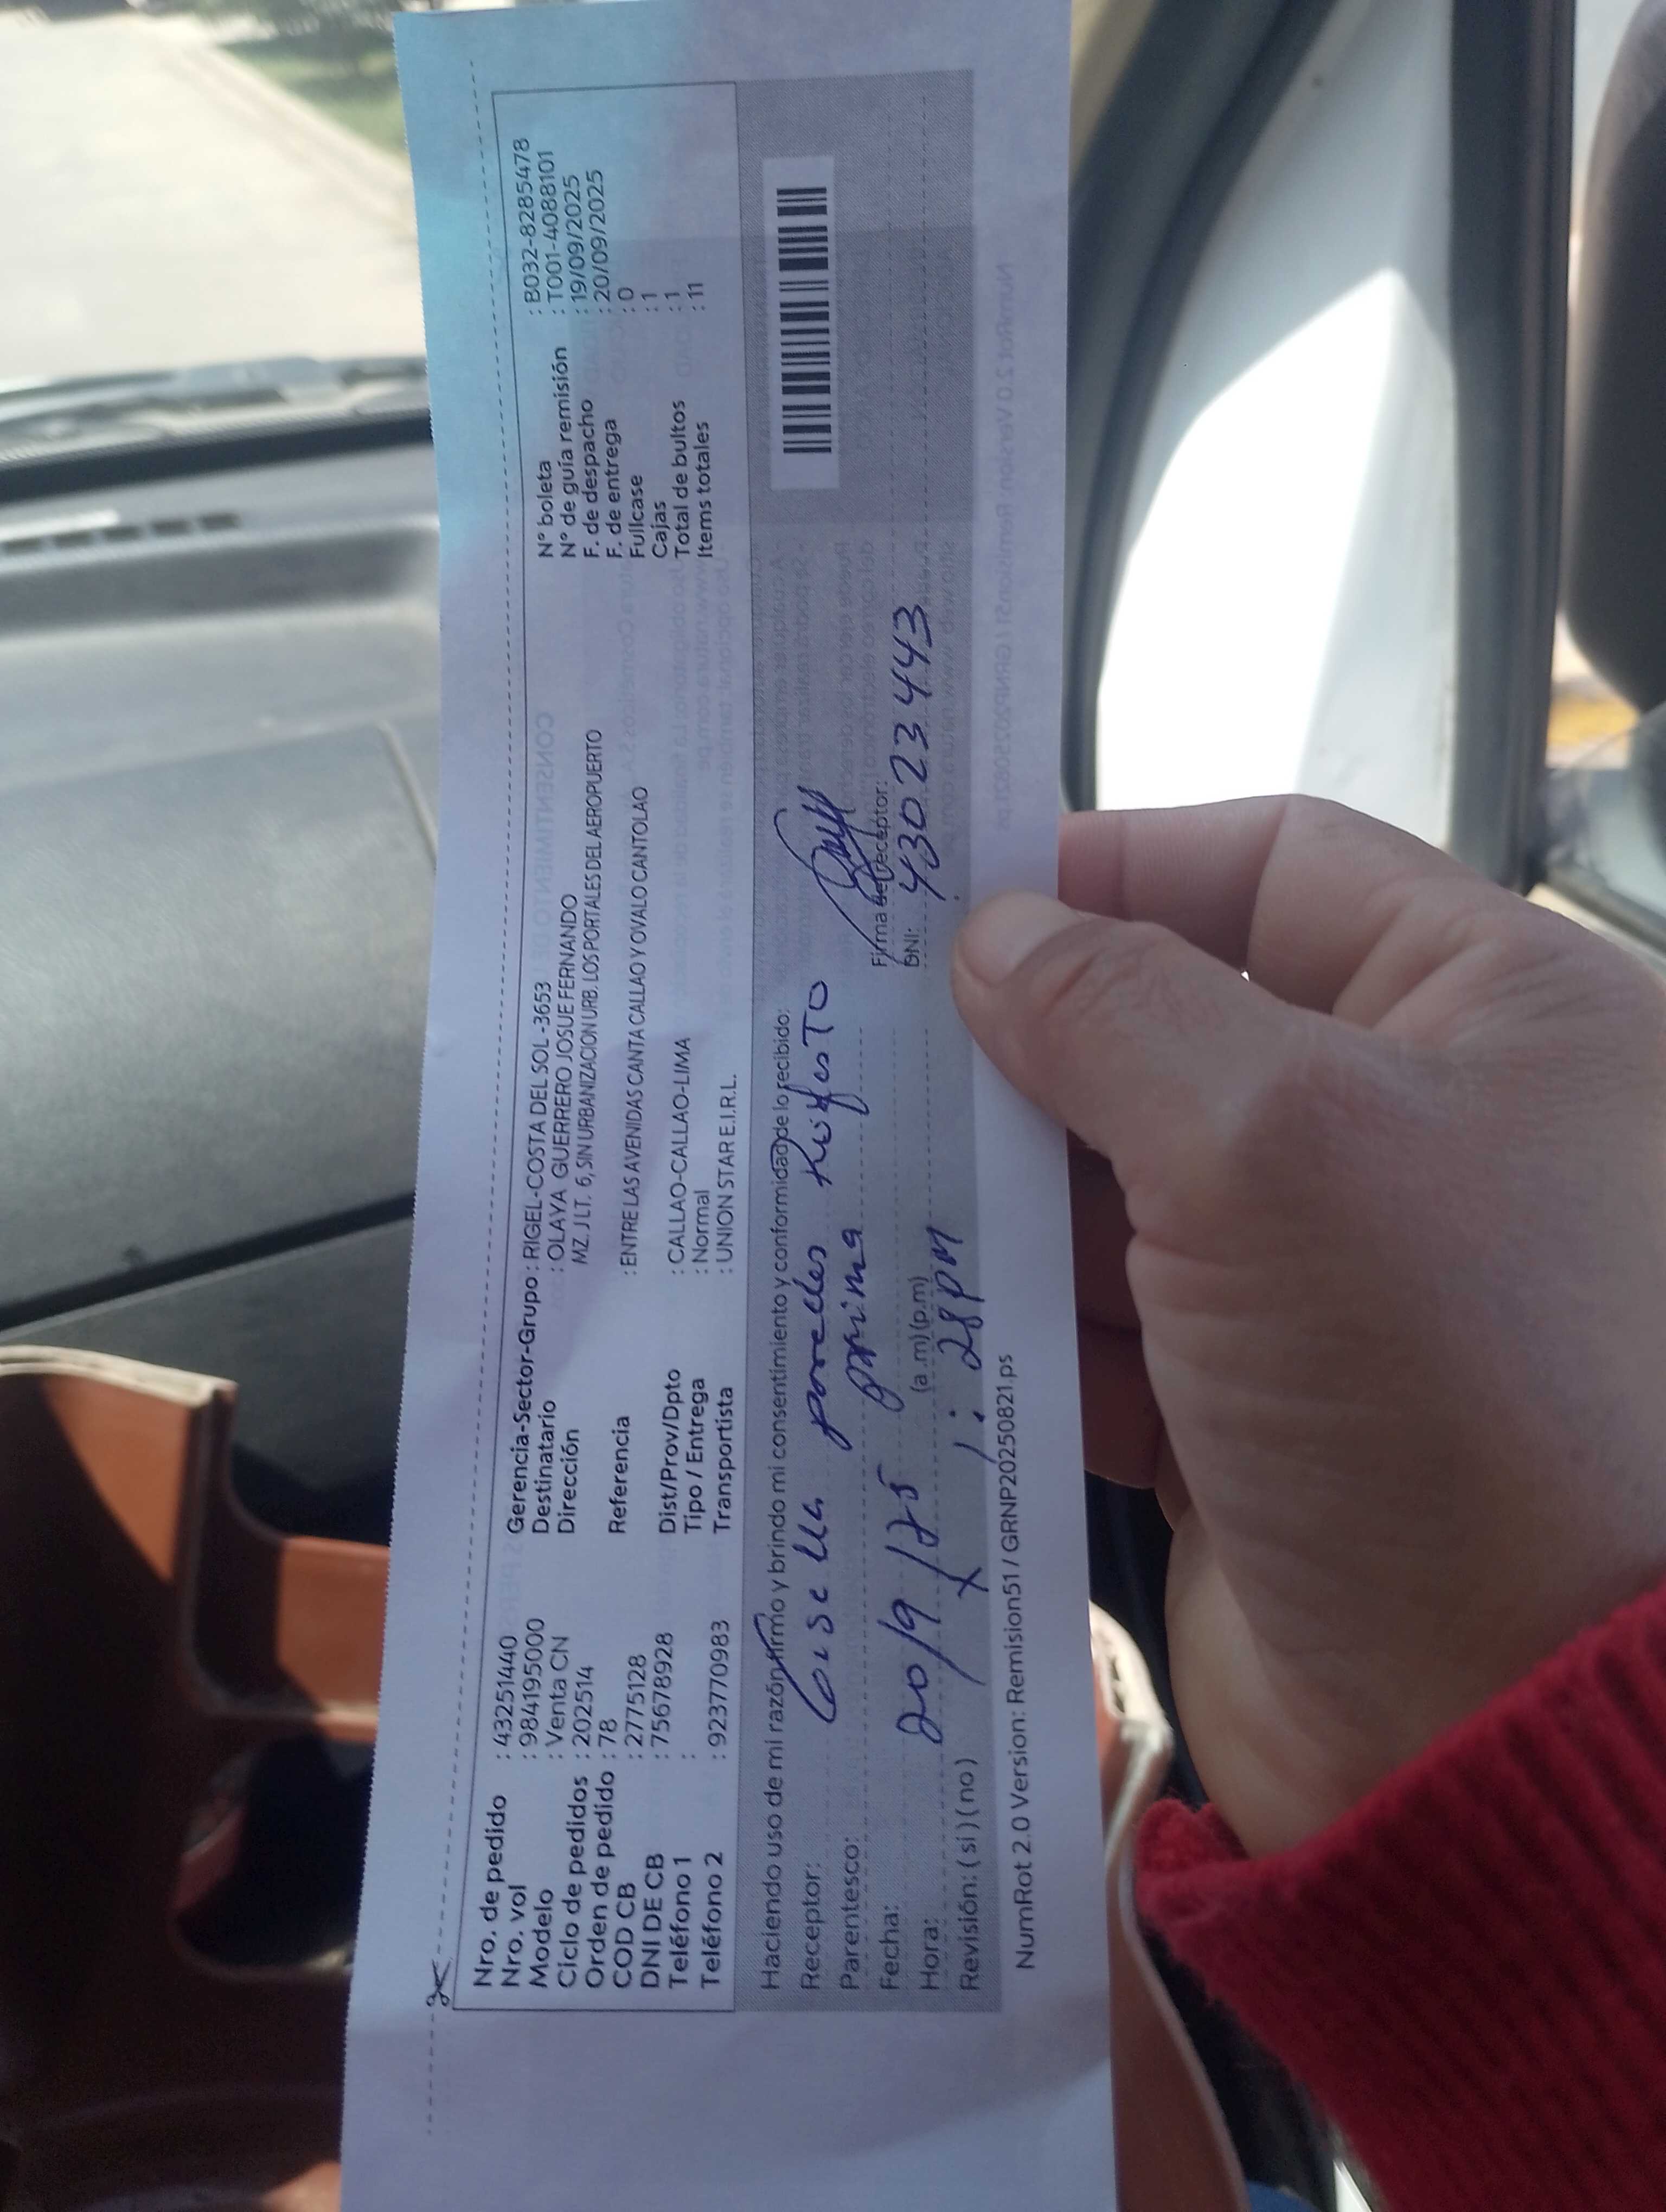 Nro. de pedido : 43251440
Nro. vol : 984195000
Modelo : Venta CN
Ciclo de pedidos : 202514
Orden de pedido : 78
COD CB : 2775128
DNI DE CB : 75678928
Teléfono 1 :
Teléfono 2 : 923770983
Gerencia-Sector-Grupo : RIGEL-COSTA DEL SOL -3653
Destinatario : OLAYA GUERRERO JOSUE FERNANDO
Dirección MZ. J LT. 6, SIN URBANIZACION URB. LOS PORTALES DEL AEROPUERTO
Referencia : ENTRE LAS AVENIDAS CANTA CALLAO Y OVALO CANTOLAO
Dist/Prov/Dpto : CALLAO-CALLAO-LIMA
Tipo / Entrega : Normal
Transportista : UNION STAR E.I.R.L.
N° boleta : B032-8285478
N° de guía remisión : T001-4088101
F. de despacho : 19/09/2025
F. de entrega : 20/09/2025
Fullcase : 0
Cajas : 1
Total de bultos : 1
Items totales : 11
Haciendo uso de mi razón firmo y brindo mi consentimiento y conformidad de lo recibido:
Receptor:
Parentesco: prima
Fecha: 20/9/25
Hora: 1:28pm (a.m) (p.m)
Revisión: ( si ) ( no ) x
Firma del receptor:
DNI: 43023443
NumRot 2.0 Version: Remision51 / GRNP20250821.ps